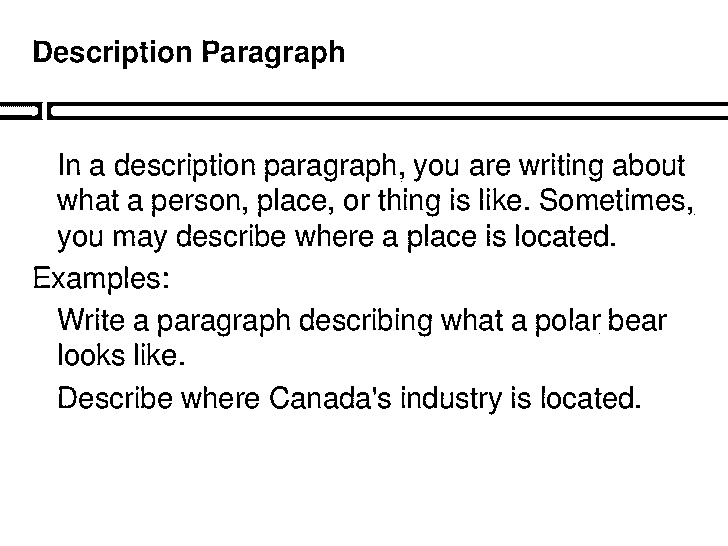 Description Paragraph
In a description paragraph, you are writing about
what a person, place, or thing is like. Sometimes,
you may describe where a place is located.
Examples:
Write a paragraph describing what a polar bear
looks like.
Describe where Canada's industry is located.